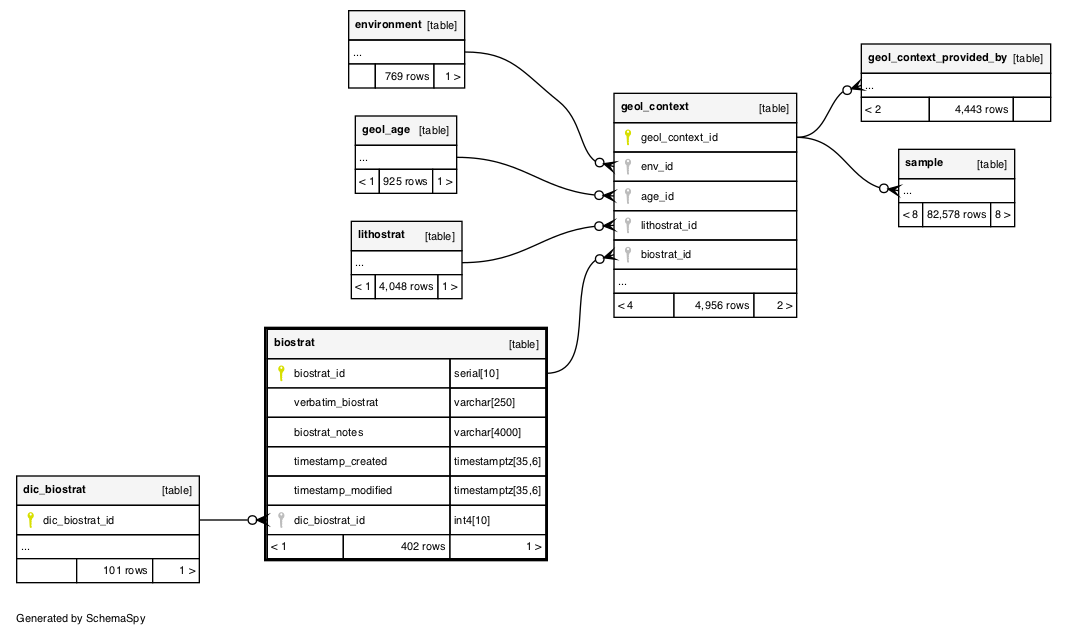 environment [table]
...
769 rows 1 >
geol_age [table]
...
< 1 925 rows 1 >
lithostrat [table]
...
< 1 4,048 rows 1 >
geol_context [table]
geol_context_id
env_id
age_id
lithostrat_id
biostrat_id
...
< 4 4,956 rows 2 >
geol_context_provided_by [table]
...
< 2 4,443 rows
sample [table]
...
< 8 82,578 rows 8 >
biostrat [table]
biostrat_id serial[10]
verbatim_biostrat varchar[250]
biostrat_notes varchar[4000]
timestamp_created timestamptz[35,6]
timestamp_modified timestamptz[35,6]
dic_biostrat_id int4[10]
< 1 402 rows 1 >
dic_biostrat [table]
dic_biostrat_id
...
101 rows 1 >
Generated by SchemaSpy